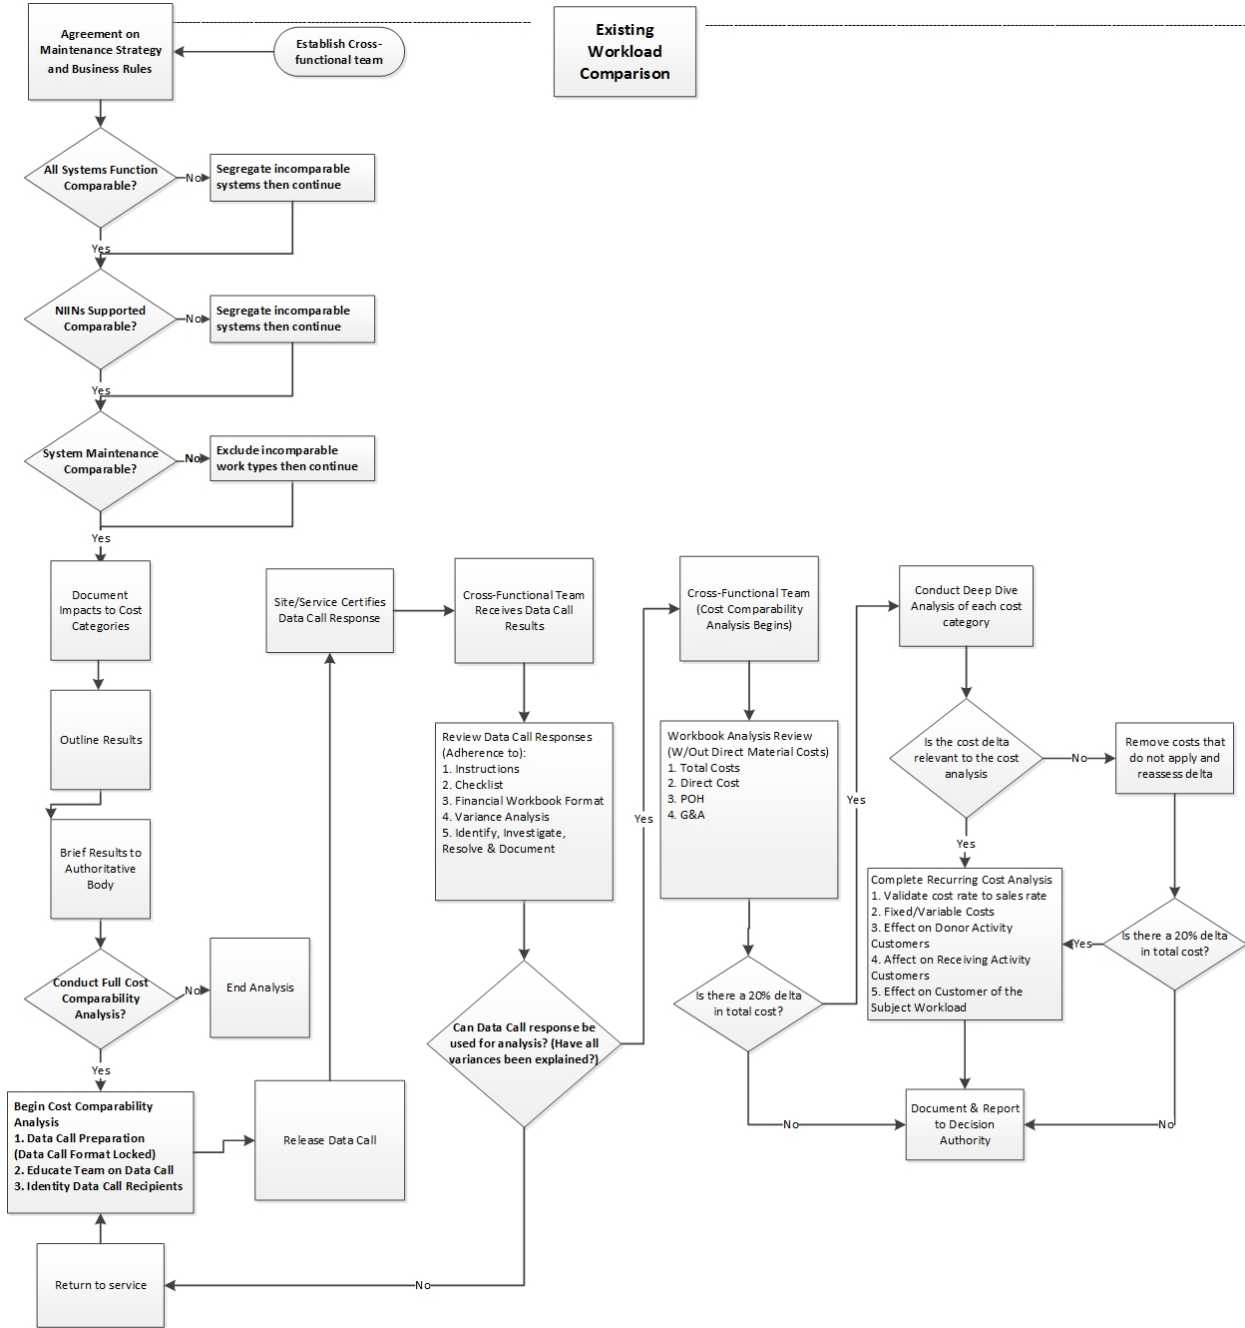 Agreement on
Maintenance Strategy
and Business Rules
Establish Cross-
functional team
Existing
Workload
Comparison
All Systems Function
Comparable?
No
Segregate incomparable
systems then continue
Yes
NIINs Supported
Comparable?
No
Segregate incomparable
systems then continue
Yes
System Maintenance
Comparable?
No
Exclude incomparable
work types then continue
Yes
Document
Impacts to Cost
Categories
Outline Results
Brief Results to
Authoritative
Body
Conduct Full Cost
Comparability
Analysis?
No
End Analysis
Yes
Begin Cost Comparability
Analysis
1. Data Call Preparation
(Data Call Format Locked)
2. Educate Team on Data Call
3. Identity Data Call Recipients
Return to service
Release Data Call
Site/Service Certifies
Data Call Response
Cross-Functional Team
Receives Data Call
Results
Review Data Call Responses
(Adherence to):
1. Instructions
2. Checklist
3. Financial Workbook Format
4. Variance Analysis
5. Identify, Investigate,
Resolve & Document
Can Data Call response be
used for analysis? (Have all
variances been explained?)
No
Yes
Cross-Functional Team
(Cost Comparability
Analysis Begins)
Workbook Analysis Review
(W/Out Direct Material Costs)
1. Total Costs
2. Direct Cost
3. POH
4. G&A
Is there a 20% delta
in total cost?
No
Yes
Conduct Deep Dive
Analysis of each cost
category
Is the cost delta
relevant to the cost
analysis
No
Remove costs that
do not apply and
reassess delta
Yes
Complete Recurring Cost Analysis
1. Validate cost rate to sales rate
2. Fixed/Variable Costs
3. Effect on Donor Activity
Customers
4. Affect on Receiving Activity
Customers
5. Effect on Customer of the
Subject Workload
Yes
Is there a 20% delta
in total cost?
No
Document & Report
to Decision
Authority